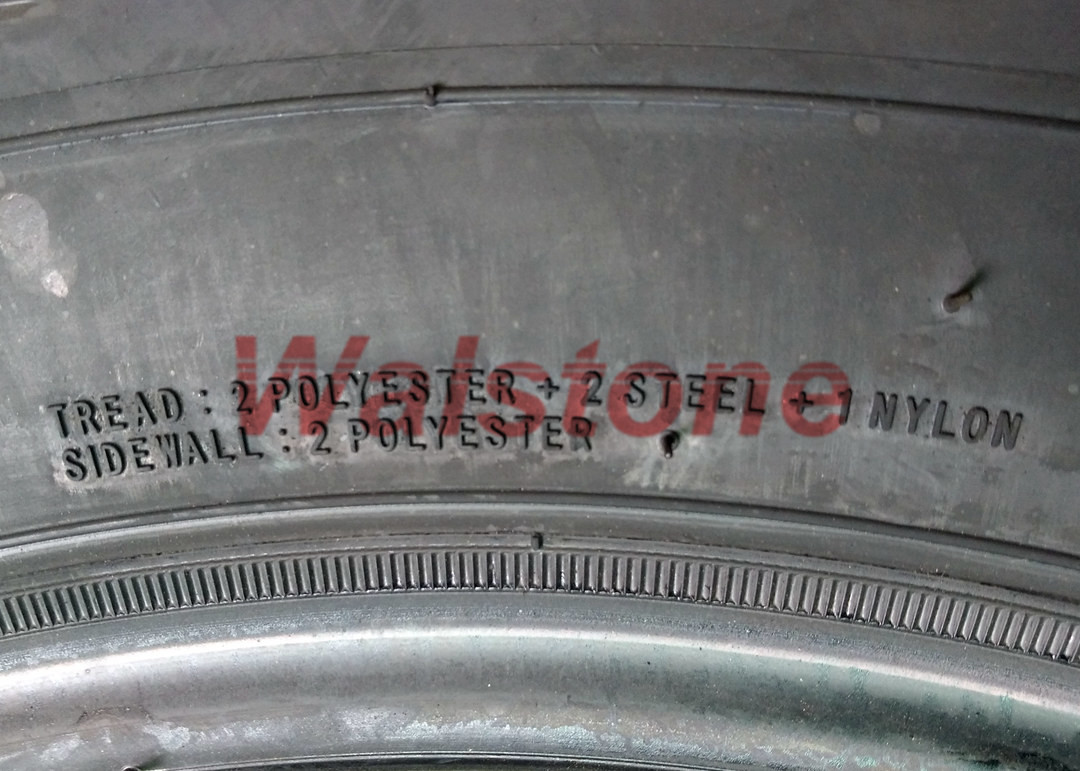 Walstone
TREAD : 2 POLYESTER + 2 STEEL + 1 NYLON
SIDEWALL : 2 POLYESTER